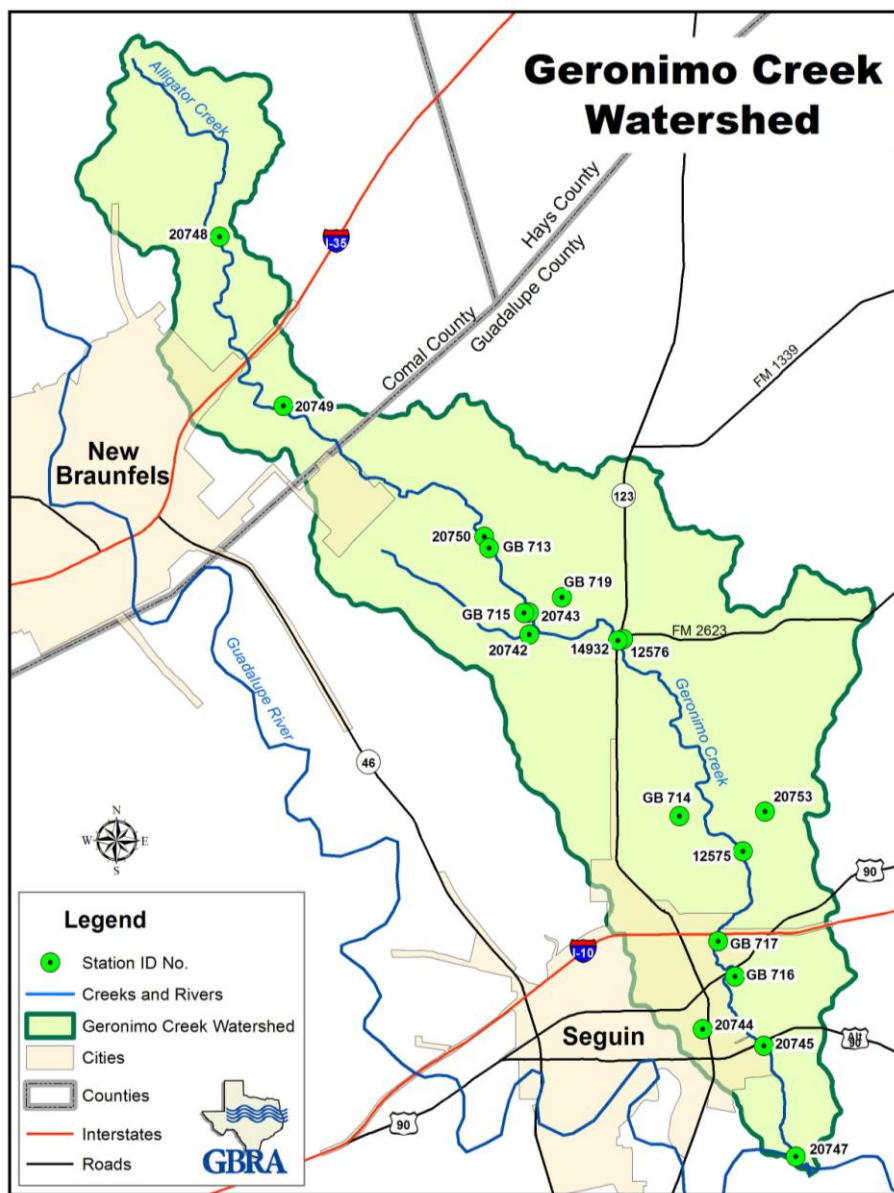 Geronimo Creek
Watershed
Alligator Creek
20748
I-35
Hays County
Comal County
Guadalupe County
FM 1339
20749
New
Braunfels
123
20750
GB 713
GB 719
GB 715
20743
20742
14932
12576
FM 2623
Guadalupe River
Geronimo Creek
46
GB 714
20753
12575
90
N
W
E
S
I-10
GB 717
GB 716
20744
Seguin
20745
Alt
90
90
20747
Legend
Station ID No.
Creeks and Rivers
Geronimo Creek Watershed
Cities
Counties
Interstates
Roads
GBRA